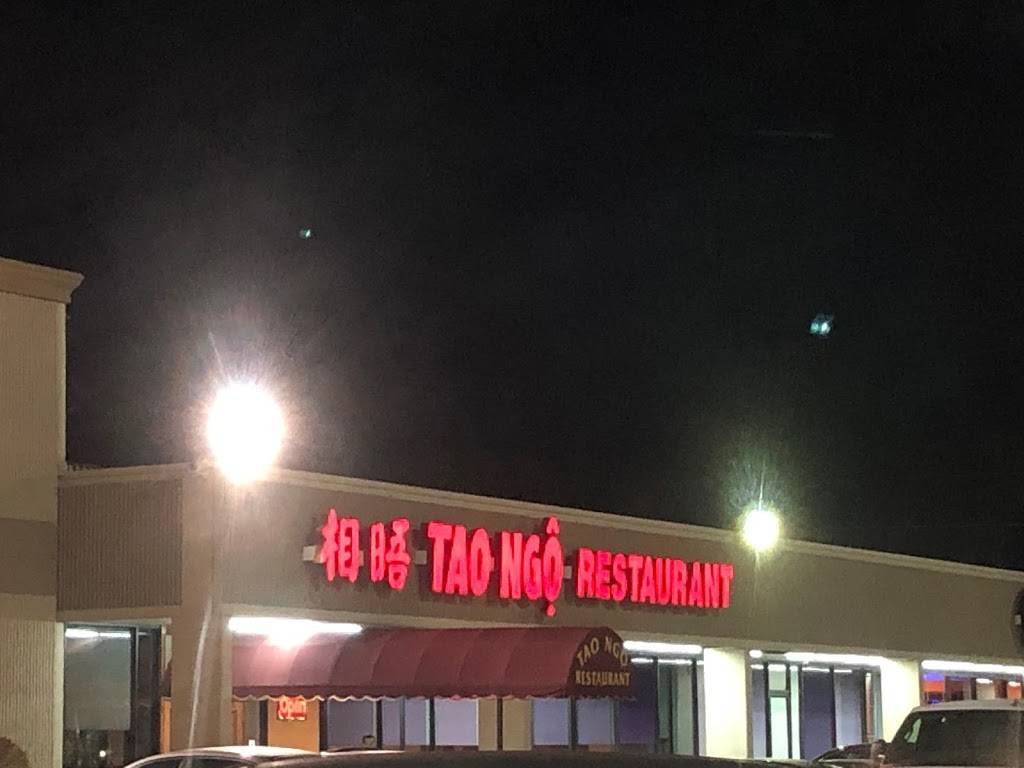 相晤 TAO NGỘ RESTAURANT
TAO NGỘ
RESTAURANT
Open